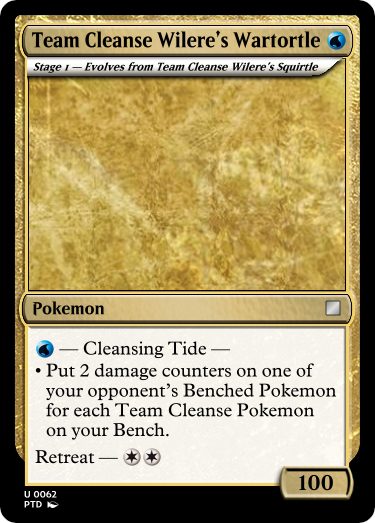 Team Cleanse Wilere's Wartortle
Stage 1 — Evolves from Team Cleanse Wilere's Squirtle
Pokemon
— Cleansing Tide —
• Put 2 damage counters on one of
your opponent's Benched Pokemon
for each Team Cleanse Pokemon
on your Bench.
Retreat —
100
U 0062
PTD